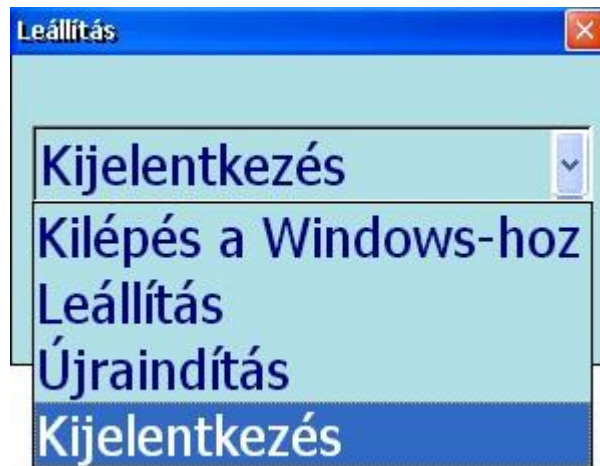 Leállítás
Kijelentkezés
Kilépés a Windows-hoz
Leállítás
Újraindítás
Kijelentkezés